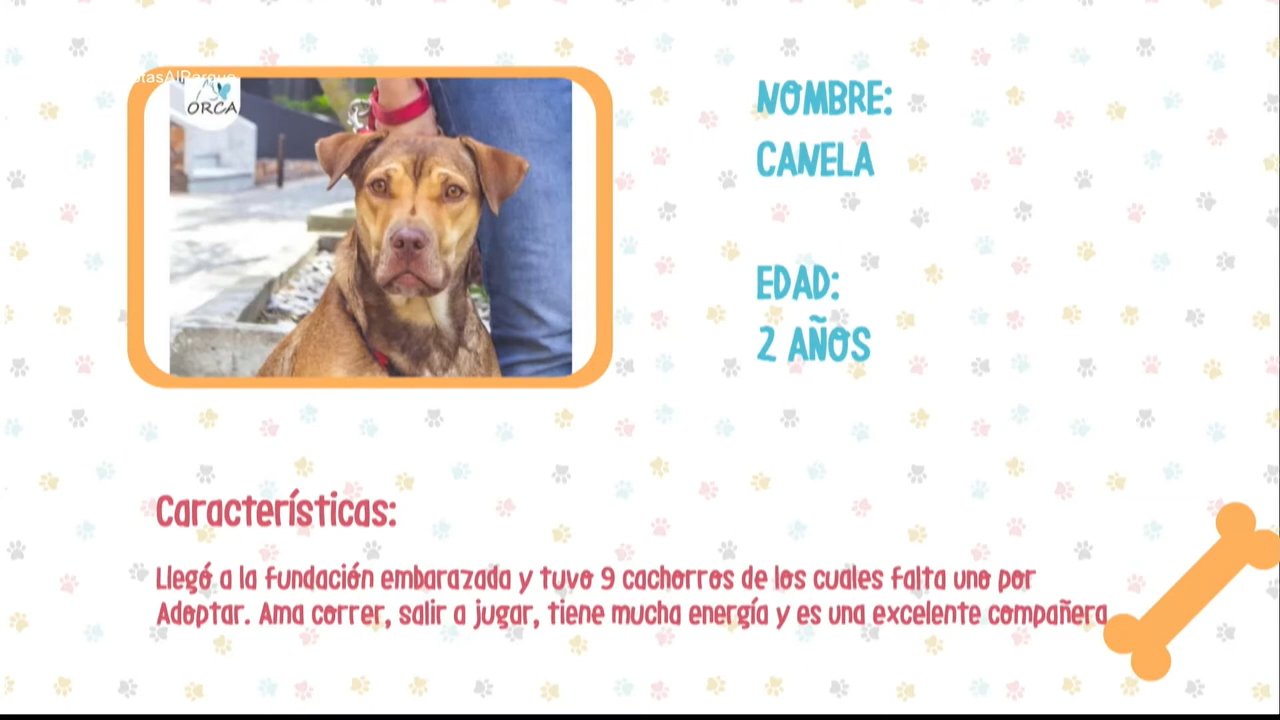 otasAlParque
ORCA
NOMBRE:
CANELA
EDAD:
2 AÑOS
Características:
Llegó a la fundación embarazada y tuvo 9 cachorros de los cuales falta uno por
Adoptar. Ama correr, salir a jugar, tiene mucha energía y es una excelente compañera